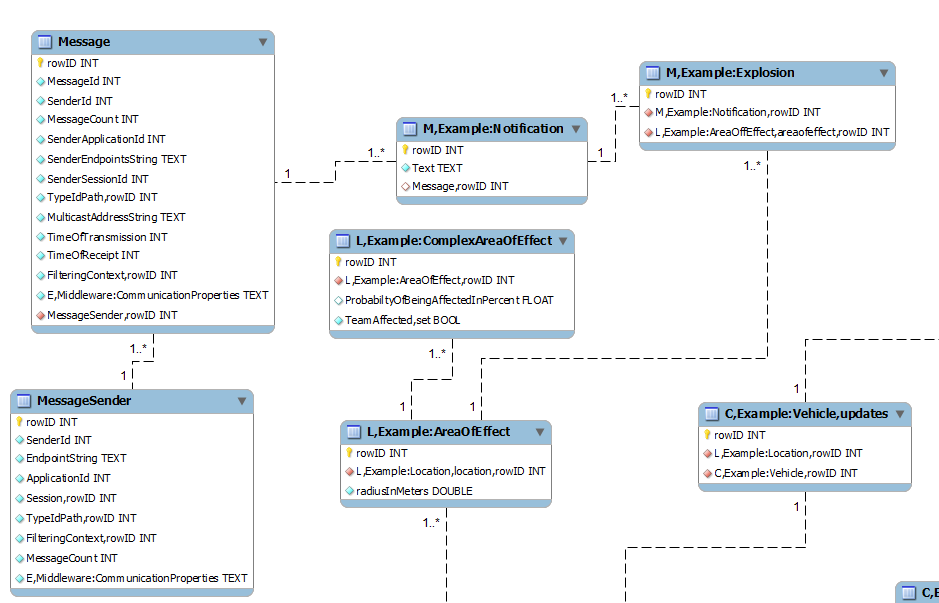 Message
rowID INT
MessageId INT
SenderId INT
MessageCount INT
SenderApplicationId INT
SenderEndpointsString TEXT
SenderSessionId INT
TypeIdPath,rowID INT
MulticastAddressString TEXT
TimeOfTransmission INT
TimeOfReceipt INT
FilteringContext,rowID INT
E,Middleware:CommunicationProperties TEXT
MessageSender,rowID INT
1
1..*
M,Example:Notification
rowID INT
Text TEXT
Message,rowID INT
1
1..*
M,Example:Explosion
rowID INT
M,Example:Notification,rowID INT
L,Example:AreaOffEffect,areaofeffect,rowID INT
1..*
L,Example:ComplexAreaOfEffect
rowID INT
L,Example:AreaOfEffect,rowID INT
ProbabiltyOfBeingAffectedInPercent FLOAT
TeamAffected,set BOOL
1..*
1
1
1..*
1
MessageSender
rowID INT
SenderId INT
EndpointString TEXT
ApplicationId INT
Session,rowID INT
TypeIdPath,rowID INT
FilteringContext,rowID INT
MessageCount INT
E,Middleware:CommunicationProperties TEXT
L,Example:AreaOfEffect
rowID INT
L,Example:Location,location,rowID INT
radiusInMeters DOUBLE
1..*
1
C,Example:Vehicle,updates
rowID INT
L,Example:Location,rowID INT
C,Example:Vehicle,rowID INT
1